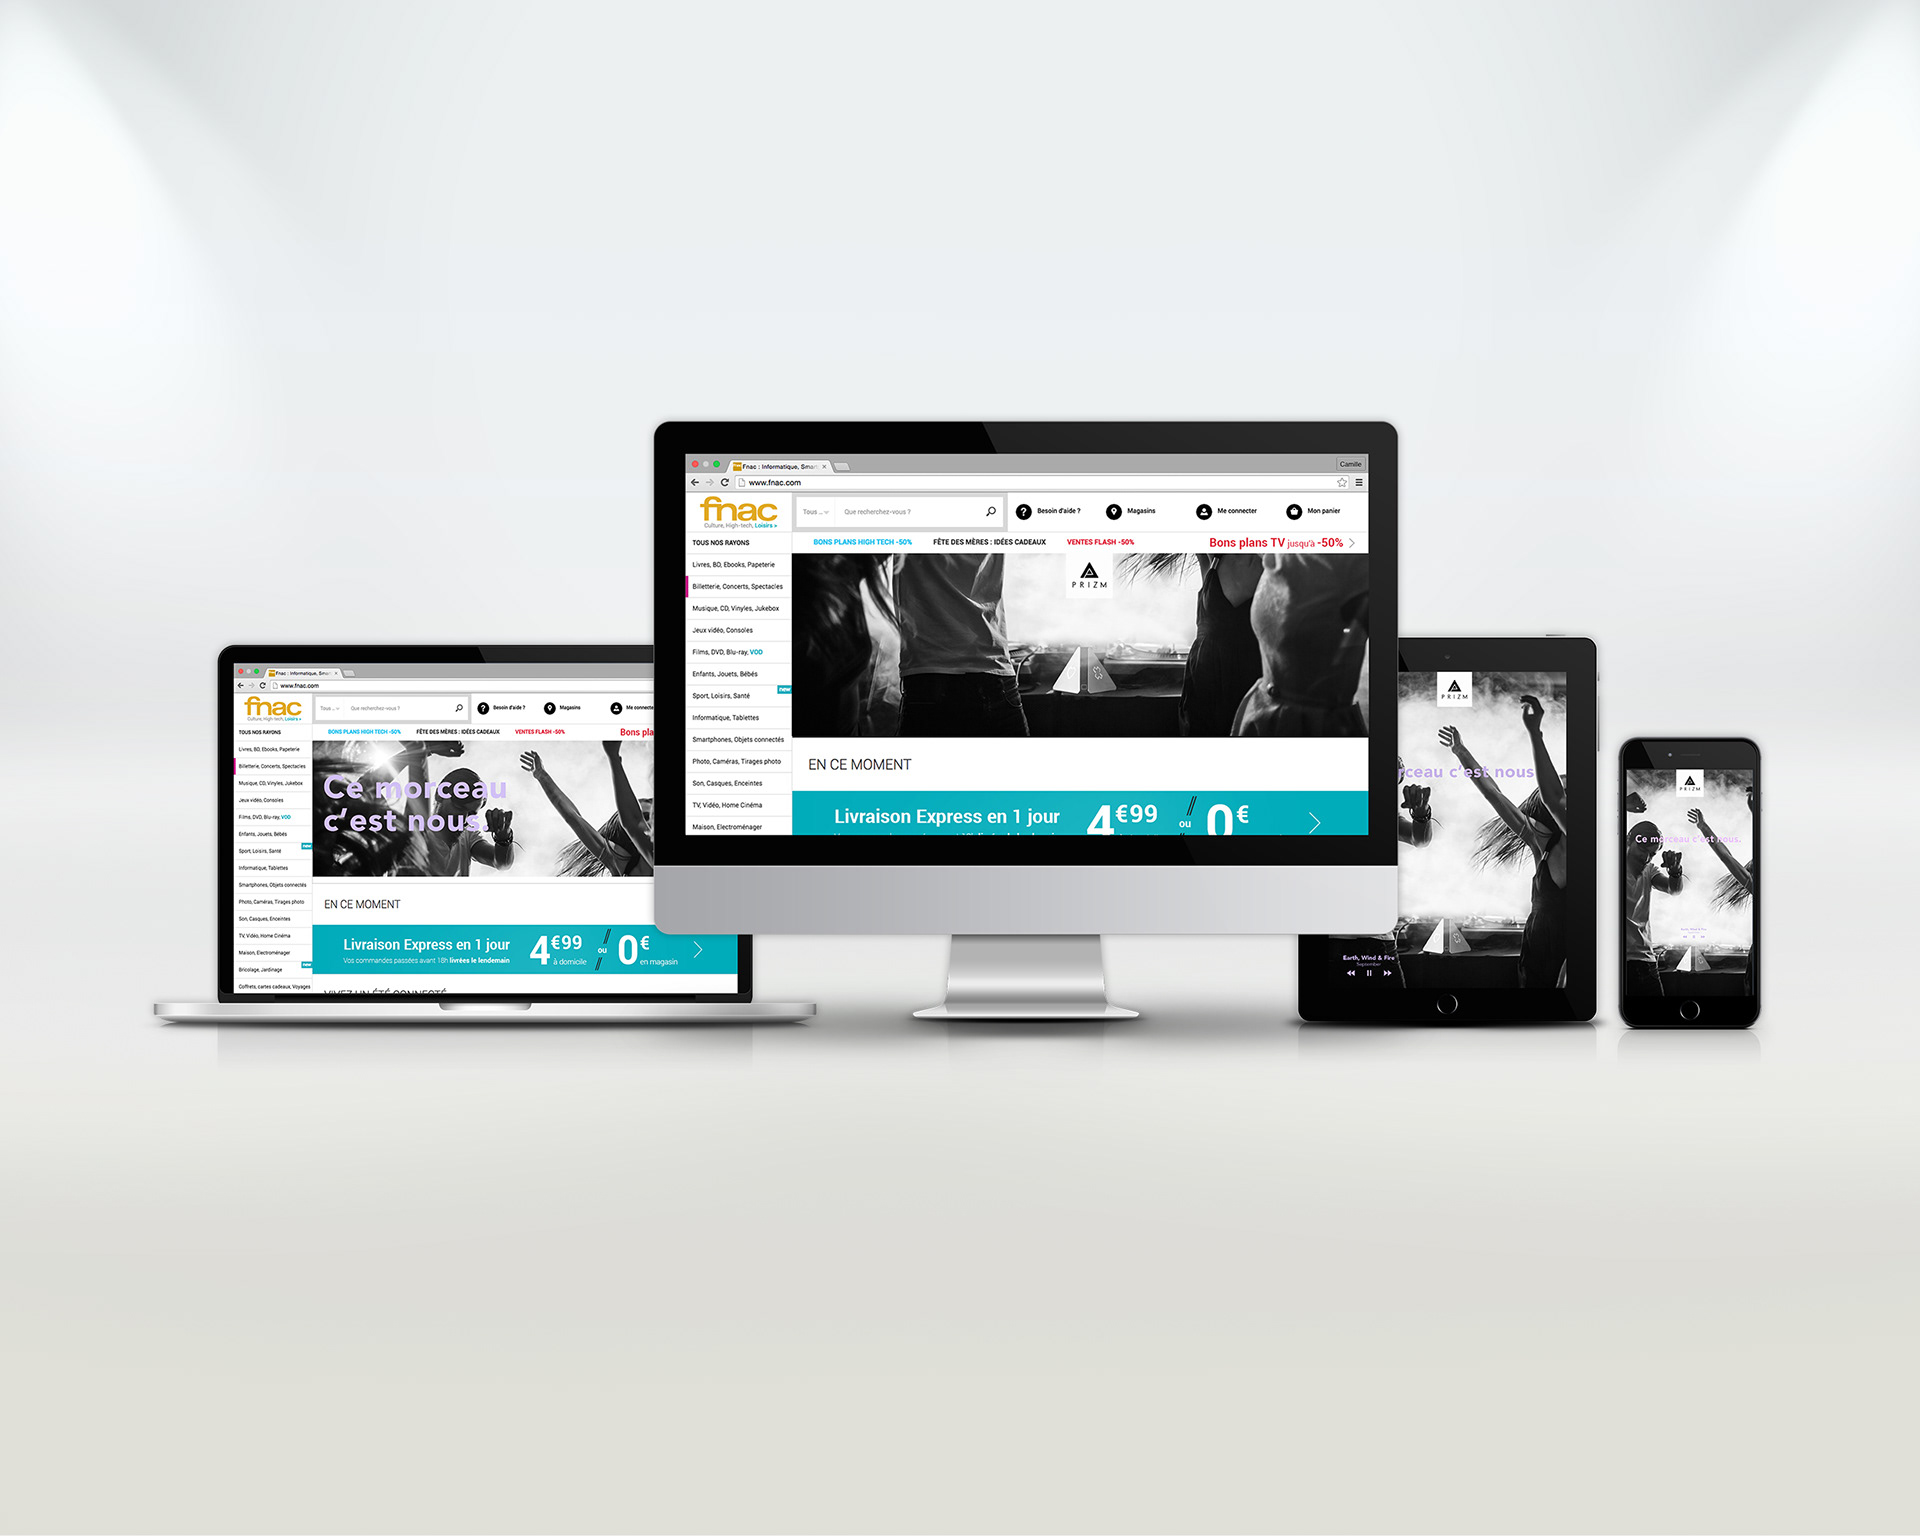 Fnac : Informatique, Smar
Camille
www.fnac.com
fnac
Culture, High-tech, Loisirs >
Tous ...
Que recherchez-vous ?
Besoin d'aide ?
Magasins
Me connecter
Mon panier
TOUS NOS RAYONS
BONS PLANS HIGH TECH -50%
FÊTE DES MÈRES : IDÉES CADEAUX
VENTES FLASH -50%
Bons plans TV jusqu'à -50%
Livres, BD, Ebooks, Papeterie
Billetterie, Concerts, Spectacles
Musique, CD, Vinyles, Jukebox
Jeux vidéo, Consoles
Films, DVD, Blu-ray, VOD
Enfants, Jouets, Bébés
new
Sport, Loisirs, Santé
Informatique, Tablettes
Smartphones, Objets connectés
Photo, Caméras, Tirages photo
Son, Casques, Enceintes
TV, Vidéo, Home Cinéma
Maison, Electroménager
PRIZM
EN CE MOMENT
Livraison Express en 1 jour
4€99 // ou 0€
Fnac : Informatique, Smar
www.fnac.com
fnac
Culture, High-tech, Loisirs >
Tous ...
Que recherchez-vous ?
Besoin d'aide ?
Magasins
Me connecte
TOUS NOS RAYONS
BONS PLANS HIGH TECH -50%
FÊTE DES MÈRES : IDÉES CADEAUX
VENTES FLASH -50%
Bons pla
Livres, BD, Ebooks, Papeterie
Billetterie, Concerts, Spectacles
Musique, CD, Vinyles, Jukebox
Jeux vidéo, Consoles
Films, DVD, Blu-ray, VOD
Enfants, Jouets, Bébés
new
Sport, Loisirs, Santé
Informatique, Tablettes
Smartphones, Objets connectés
Photo, Caméras, Tirages photo
Son, Casques, Enceintes
TV, Vidéo, Home Cinéma
Maison, Electroménager
new
Bricolage, Jardinage
Coffrets, cartes cadeaux, Voyages
Ce morceau
c'est nous.
EN CE MOMENT
Livraison Express en 1 jour
Vos commandes passées avant 18h livrées le lendemain
4€99 à domicile // ou // 0€ en magasin
VIVEZ UN ÉTÉ CONNECTÉ
PRIZM
rceau c'est nous
Earth, Wind & Fire
September
PRIZM
Ce morceau c'est nous.
Earth, Wind & Fire